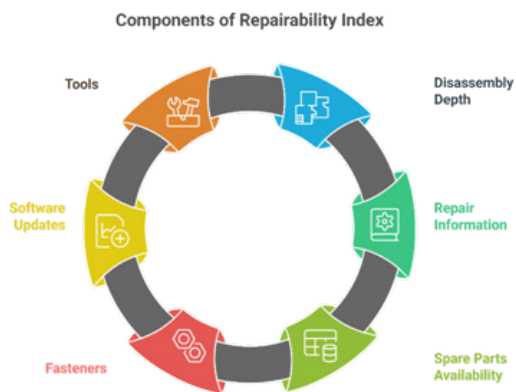 Components of Repairability Index
Tools
Disassembly
Depth
Software
Updates
Repair
Information
Fasteners
Spare Parts
Availability